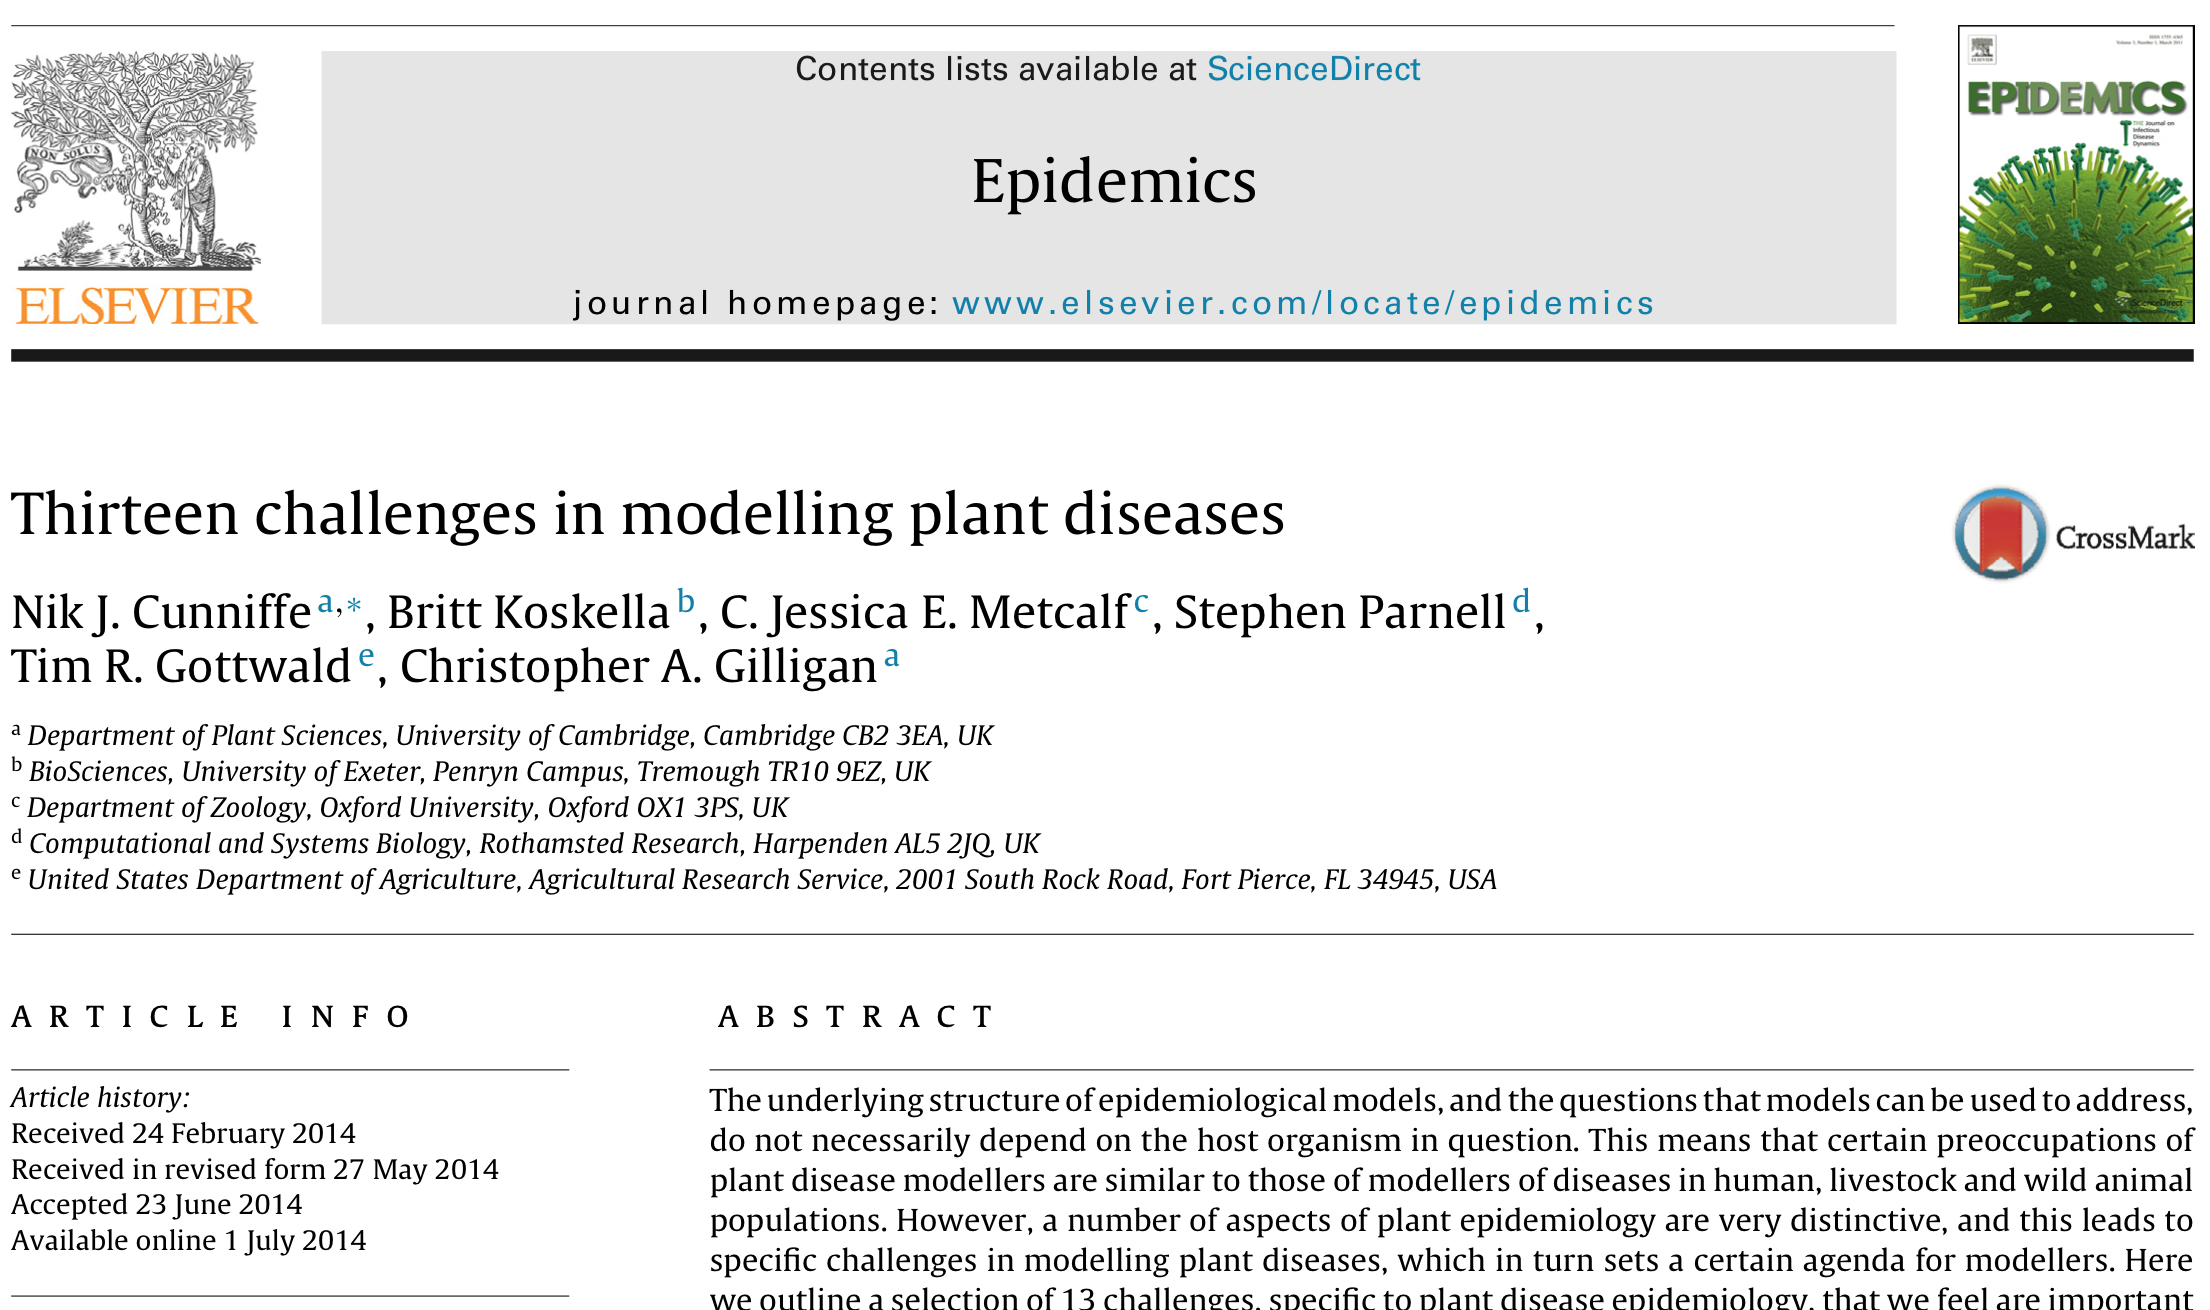 Contents lists available at ScienceDirect
Epidemics
journal homepage: www.elsevier.com/locate/epidemics
NON SOLUS
ELSEVIER
EPIDEMICS
THE Journal on
Infectious
Disease
Dynamics
ScienceDirect
Thirteen challenges in modelling plant diseases
CrossMark
Nik J. Cunniffe a,*, Britt Koskella b, C. Jessica E. Metcalf c, Stephen Parnell d,
Tim R. Gottwald e, Christopher A. Gilligan a
a Department of Plant Sciences, University of Cambridge, Cambridge CB2 3EA, UK
b BioSciences, University of Exeter, Penryn Campus, Tremough TR10 9EZ, UK
c Department of Zoology, Oxford University, Oxford OX1 3PS, UK
d Computational and Systems Biology, Rothamsted Research, Harpenden AL5 2JQ, UK
e United States Department of Agriculture, Agricultural Research Service, 2001 South Rock Road, Fort Pierce, FL 34945, USA
ARTICLE INFO
Article history:
Received 24 February 2014
Received in revised form 27 May 2014
Accepted 23 June 2014
Available online 1 July 2014
ABSTRACT
The underlying structure of epidemiological models, and the questions that models can be used to address,
do not necessarily depend on the host organism in question. This means that certain preoccupations of
plant disease modellers are similar to those of modellers of diseases in human, livestock and wild animal
populations. However, a number of aspects of plant epidemiology are very distinctive, and this leads to
specific challenges in modelling plant diseases, which in turn sets a certain agenda for modellers. Here
we outline a selection of 13 challenges, specific to plant disease epidemiology, that we feel are important